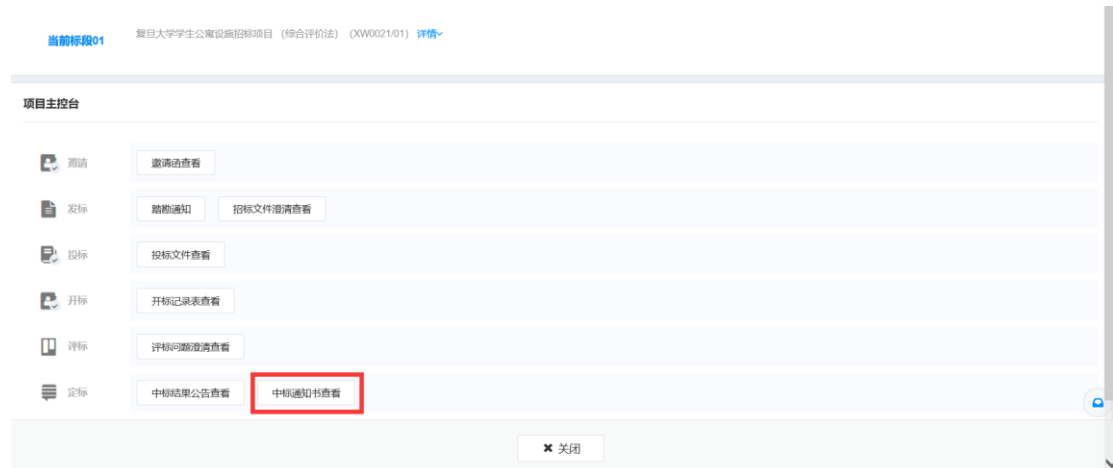 当前标段01 复旦大学学生公寓设施招标项目 (综合评价法) (XW0021/01) 详情
项目主控台
邀请 邀请函查看
发标 踏勘通知 招标文件澄清查看
投标 投标文件查看
开标 开标记录表查看
评标 评标问题澄清查看
定标 中标结果公告查看 中标通知书查看
✖ 关闭